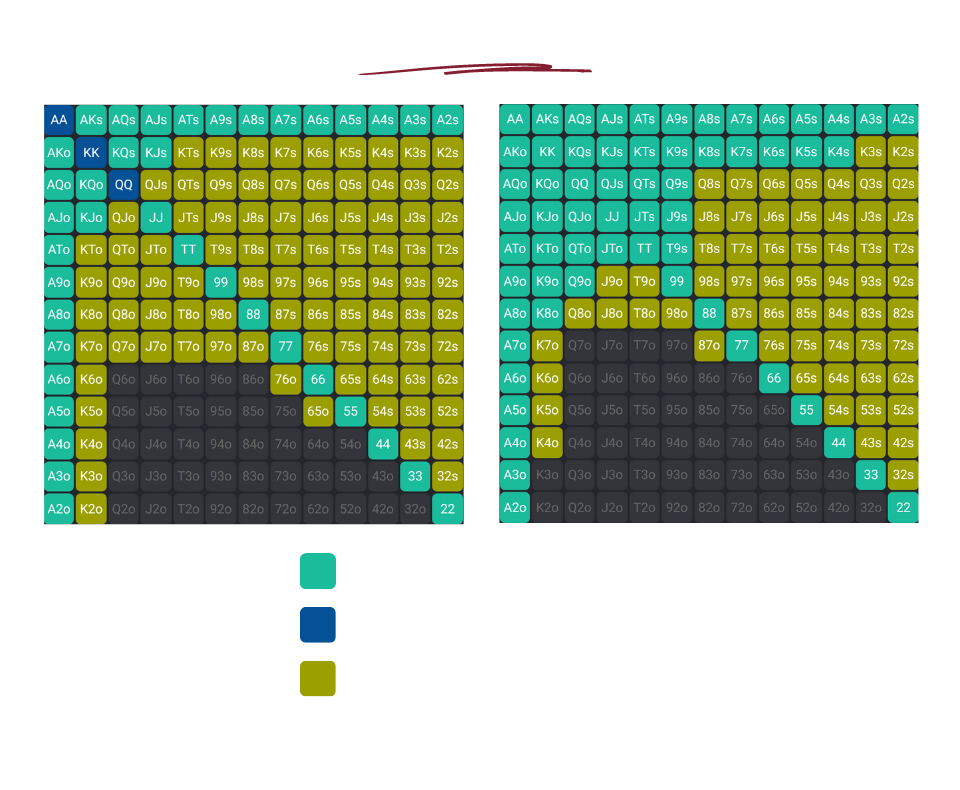 AA AKs AQs AJs ATs A9s A8s A7s A6s A5s A4s A3s A2s
AKo KK KQs KJs KTs K9s K8s K7s K6s K5s K4s K3s K2s
AQo KQo QQ QJs QTs Q9s Q8s Q7s Q6s Q5s Q4s Q3s Q2s
AJo KJo QJo JJ JTs J9s J8s J7s J6s J5s J4s J3s J2s
ATo KTo QTo JTo TT T9s T8s T7s T6s T5s T4s T3s T2s
A9o K9o Q9o J9o T9o 99 98s 97s 96s 95s 94s 93s 92s
A8o K8o Q8o J8o T8o 98o 88 87s 86s 85s 84s 83s 82s
A7o K7o Q7o J7o T7o 97o 87o 77 76s 75s 74s 73s 72s
A6o K6o Q6o J6o T6o 96o 86o 76o 66 65s 64s 63s 62s
A5o K5o Q5o J5o T5o 95o 85o 75o 65o 55 54s 53s 52s
A4o K4o Q4o J4o T4o 94o 84o 74o 64o 54o 44 43s 42s
A3o K3o Q3o J3o T3o 93o 83o 73o 63o 53o 43o 33 32s
A2o K2o Q2o J2o T2o 92o 82o 72o 62o 52o 42o 32o 22
AA AKs AQs AJs ATs A9s A8s A7s A6s A5s A4s A3s A2s
AKo KK KQs KJs KTs K9s K8s K7s K6s K5s K4s K3s K2s
AQo KQo QQ QJs QTs Q9s Q8s Q7s Q6s Q5s Q4s Q3s Q2s
AJo KJo QJo JJ JTs J9s J8s J7s J6s J5s J4s J3s J2s
ATo KTo QTo JTo TT T9s T8s T7s T6s T5s T4s T3s T2s
A9o K9o Q9o J9o T9o 99 98s 97s 96s 95s 94s 93s 92s
A8o K8o Q8o J8o T8o 98o 88 87s 86s 85s 84s 83s 82s
A7o K7o Q7o J7o T7o 97o 87o 77 76s 75s 74s 73s 72s
A6o K6o Q6o J6o T6o 96o 86o 76o 66 65s 64s 63s 62s
A5o K5o Q5o J5o T5o 95o 85o 75o 65o 55 54s 53s 52s
A4o K4o Q4o J4o T4o 94o 84o 74o 64o 54o 44 43s 42s
A3o K3o Q3o J3o T3o 93o 83o 73o 63o 53o 43o 33 32s
A2o K2o Q2o J2o T2o 92o 82o 72o 62o 52o 42o 32o 22